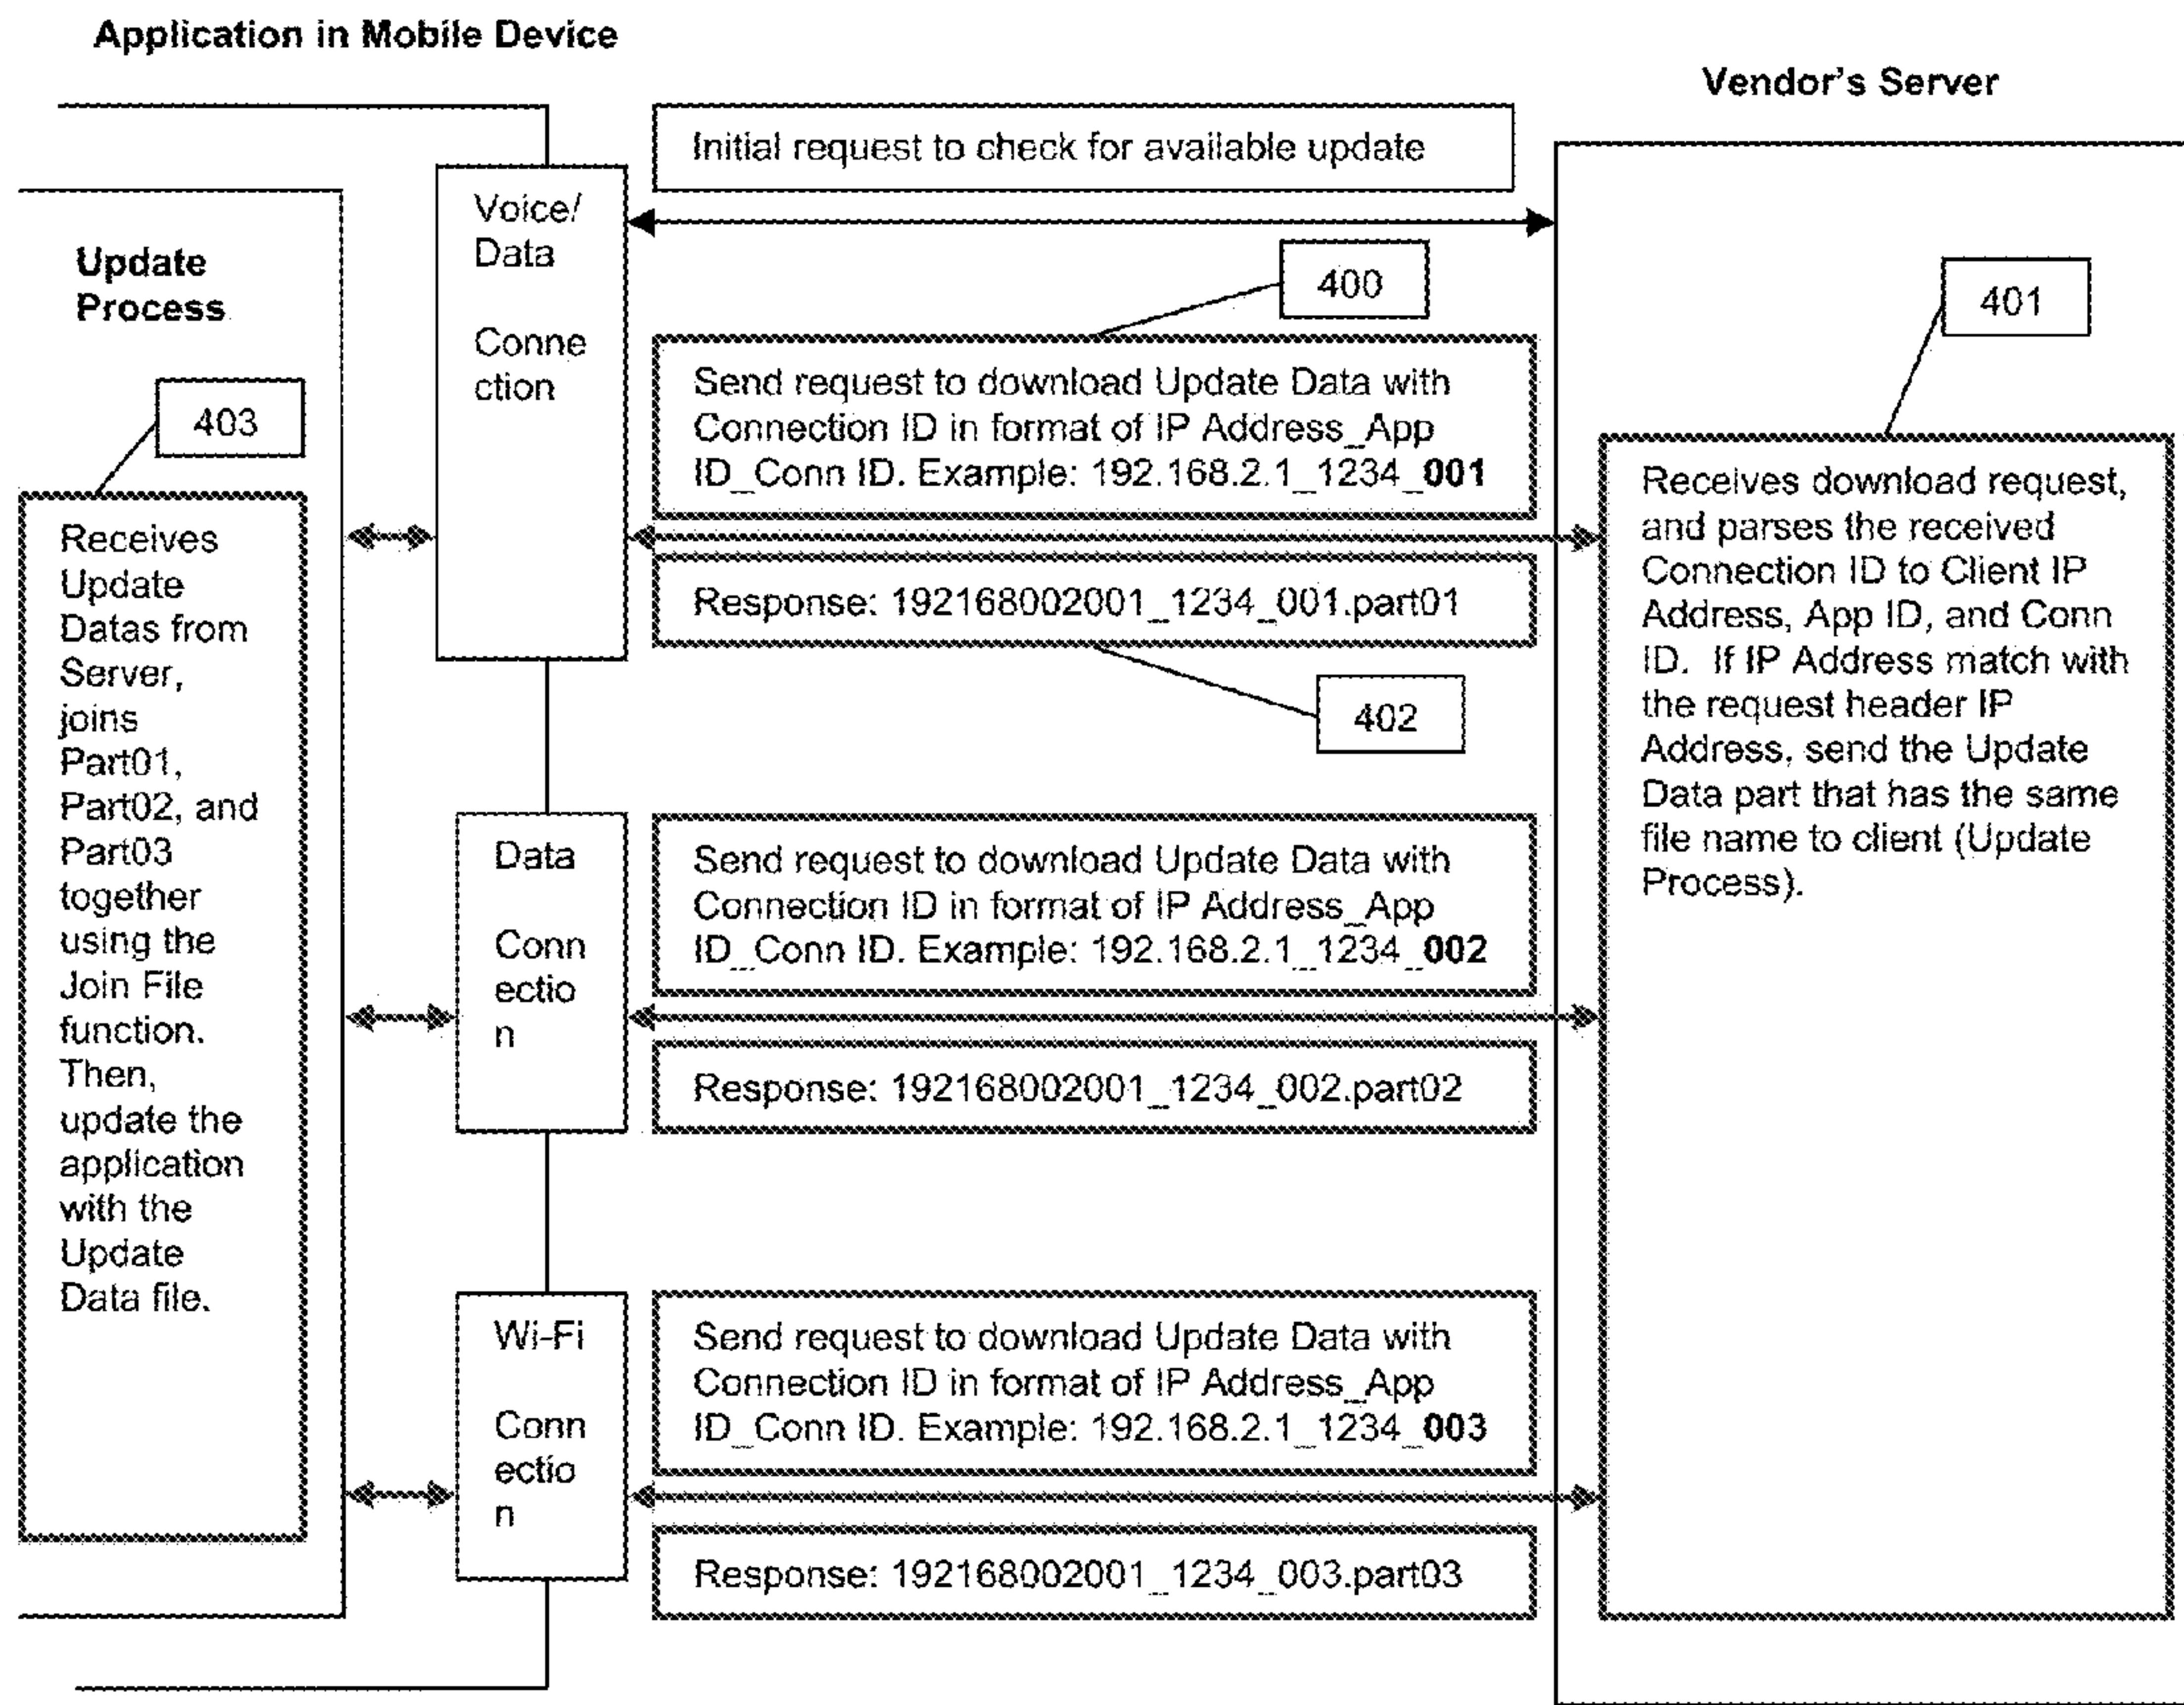 Application in Mobile Device
Vendor's Server
Initial request to check for available update
Voice/
Data
Conne
ction
Update
Process
400
401
403
Send request to download Update Data with
Connection ID in format of IP Address_App
ID_Conn ID. Example: 192.168.2.1_1234_001
Response: 192168002001_1234_001.part01
402
Receives
Update
Datas from
Server,
joins
Part01,
Part02, and
Part03
together
using the
Join File
function.
Then,
update the
application
with the
Update
Data file.
Receives download request,
and parses the received
Connection ID to Client IP
Address, App ID, and Conn
ID. If IP Address match with
the request header IP
Address, send the Update
Data part that has the same
file name to client (Update
Process).
Data
Conn
ectio
n
Send request to download Update Data with
Connection ID in format of IP Address_App
ID_Conn ID. Example: 192.168.2.1_1234_002
Response: 192168002001_1234_002.part02
Wi-Fi
Conn
ectio
n
Send request to download Update Data with
Connection ID in format of IP Address_App
ID_Conn ID. Example: 192.168.2.1_1234_003
Response: 192168002001_1234_003.part03